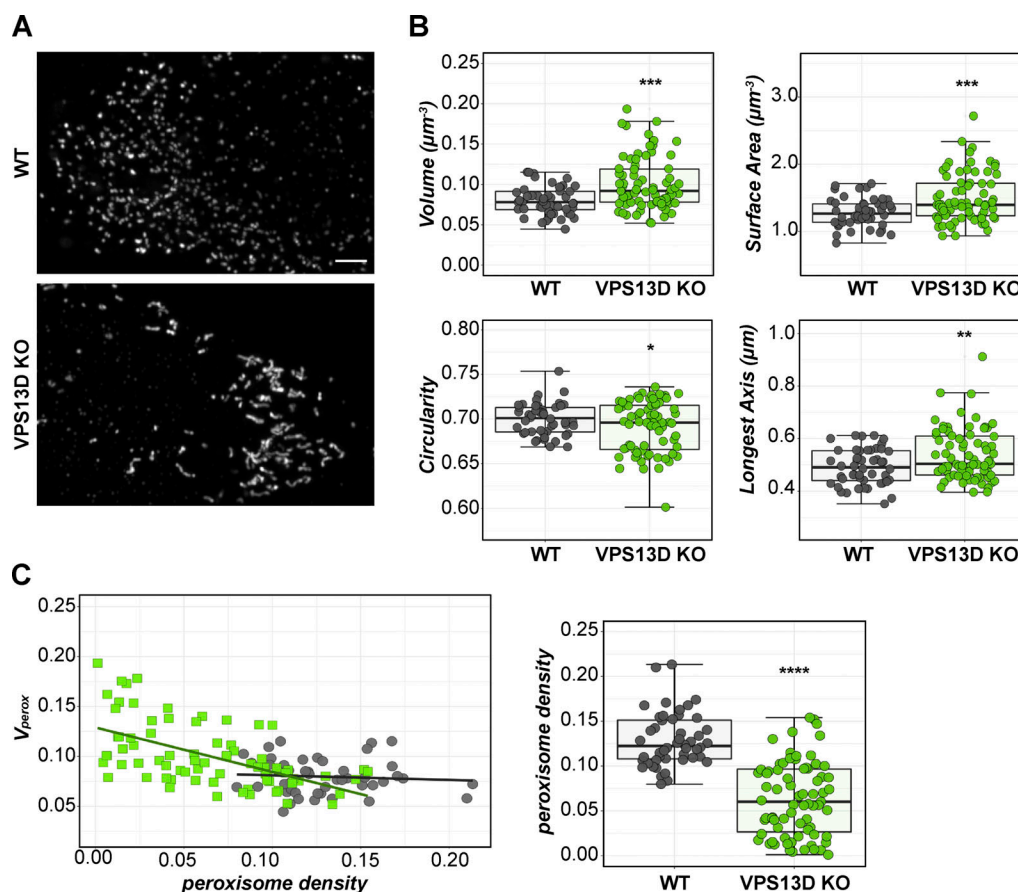 A
WT
VPS13D KO
B
Volume (μm-³)
0.25
0.20
0.15
0.10
0.05
0.00
***
WT VPS13D KO
Surface Area (μm-³)
3.0
2.0
1.0
***
WT VPS13D KO
Circularity
0.80
0.75
0.70
0.65
0.60
*
WT VPS13D KO
Longest Axis (μm)
1.0
0.8
0.6
0.4
**
WT VPS13D KO
C
Vperox
0.25
0.20
0.15
0.10
0.05
0.00 0.05 0.10 0.15 0.20
peroxisome density
peroxisome density
0.25
0.20
0.15
0.10
0.05
0.00
****
WT VPS13D KO